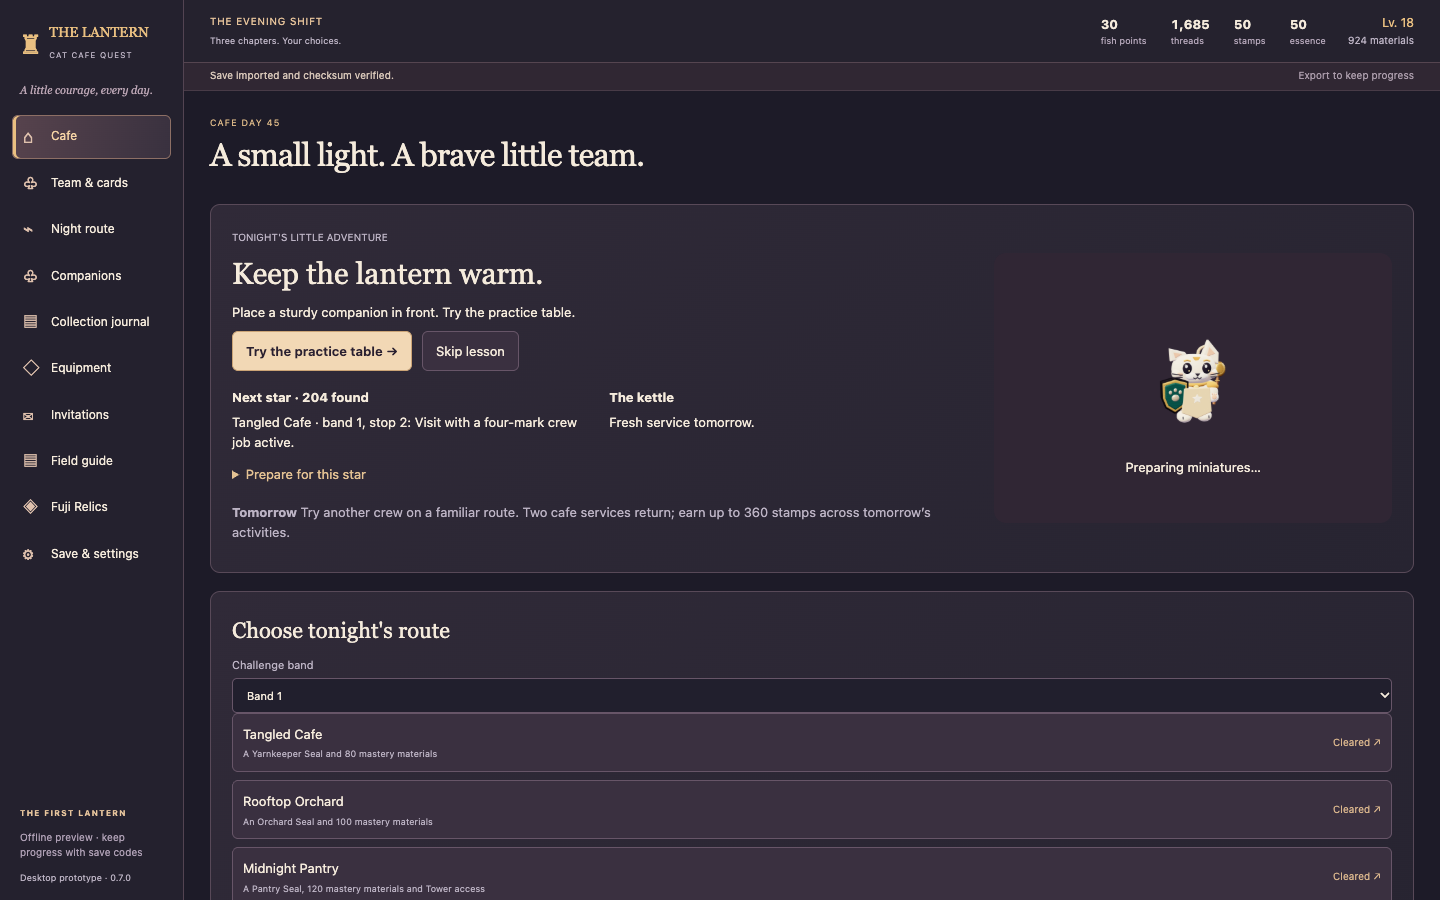 THE LANTERN
CAT CAFE QUEST
A little courage, every day.
Cafe
Team & cards
Night route
Companions
Collection journal
Equipment
Invitations
Field guide
Fuji Relics
Save & settings
THE FIRST LANTERN
Offline preview · keep
progress with save codes
Desktop prototype · 0.7.0
THE EVENING SHIFT
Three chapters. Your choices.
30
fish points
1,685
threads
50
stamps
50
essence
Lv. 18
924 materials
Save imported and checksum verified.
Export to keep progress
CAFE DAY 45
A small light. A brave little team.
TONIGHT'S LITTLE ADVENTURE
Keep the lantern warm.
Place a sturdy companion in front. Try the practice table.
Try the practice table →
Skip lesson
Next star · 204 found
Tangled Cafe · band 1, stop 2: Visit with a four-mark crew
job active.
The kettle
Fresh service tomorrow.
▶ Prepare for this star
Tomorrow Try another crew on a familiar route. Two cafe services return; earn up to 360 stamps across tomorrow's
activities.
Preparing miniatures…
Choose tonight's route
Challenge band
Band 1
Tangled Cafe
A Yarnkeeper Seal and 80 mastery materials
Cleared ↗
Rooftop Orchard
An Orchard Seal and 100 mastery materials
Cleared ↗
Midnight Pantry
A Pantry Seal, 120 mastery materials and Tower access
Cleared ↗